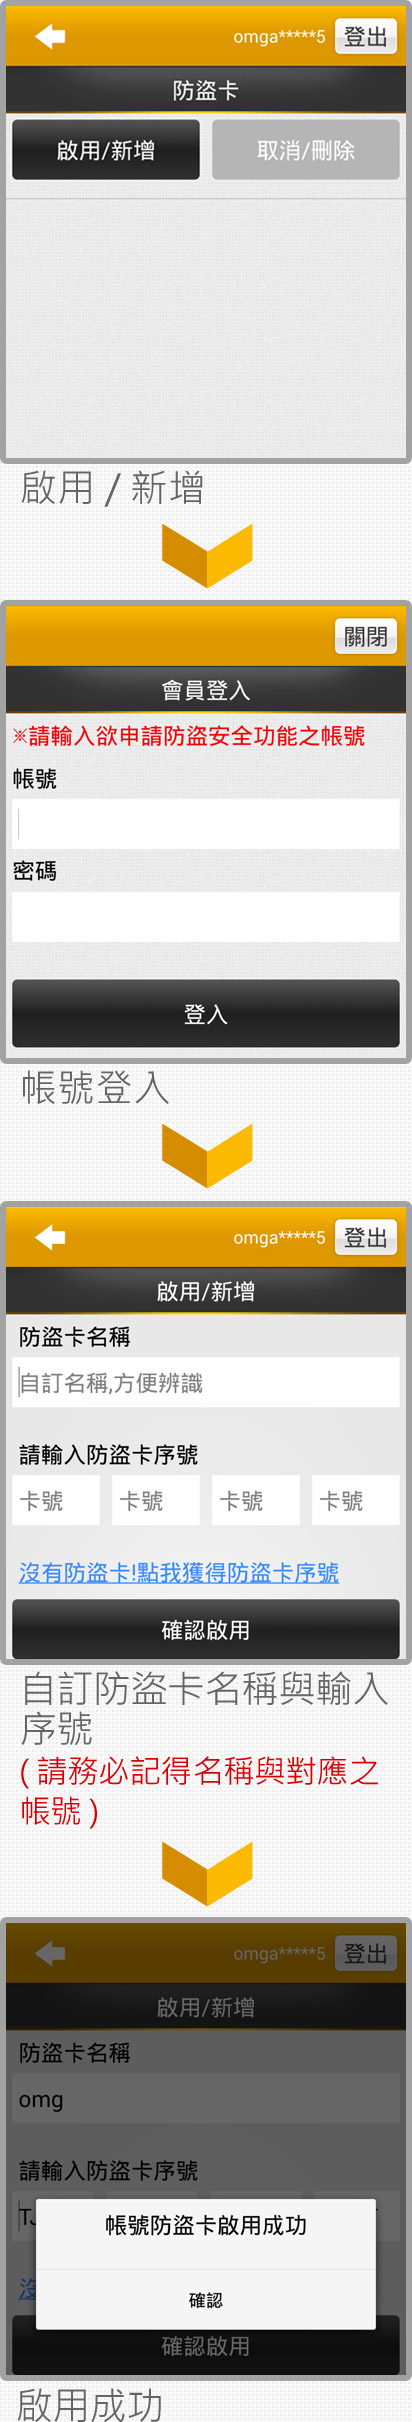 omga*****5 登出
防盜卡
啟用/新增 取消/刪除
啟用 / 新增
關閉
會員登入
※請輸入欲申請防盜安全功能之帳號
帳號
密碼
登入
帳號登入
omga*****5 登出
啟用/新增
防盜卡名稱
自訂名稱,方便辨識
請輸入防盜卡序號
卡號 卡號 卡號 卡號
沒有防盜卡!點我獲得防盜卡序號
確認啟用
自訂防盜卡名稱與輸入
序號
( 請務必記得名稱與對應之
帳號 )
omga*****5 登出
啟用/新增
防盜卡名稱
omg
請輸入防盜卡序號
帳號防盜卡啟用成功
確認
確認啟用
啟用成功